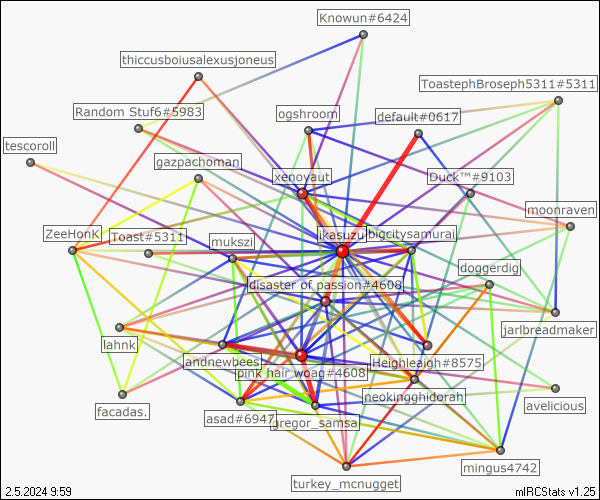 Knowun#6424
thiccusboiusalexusjoneus
ToastephBroseph5311#5311
Random Stuf6#5983
ogshroom
default#0617
tescoroll
gazpachoman
xenoyaut
Duck™#9103
moonraven
ZeeHonK
Toast#5311
mukszi
ikasuzu
bigcitysamurai
doggerdig
disaster of passion#4608
jarlbreadmaker
lahnk
jandnewbees
Heighleaigh#8575
pink hair woag#4608
neokingghidorah
avelicious
facadas.
asad#6947
gregor_samsa
mingus4742
turkey_mcnugget
2.5.2024 9:59
mIRCStats v1.25